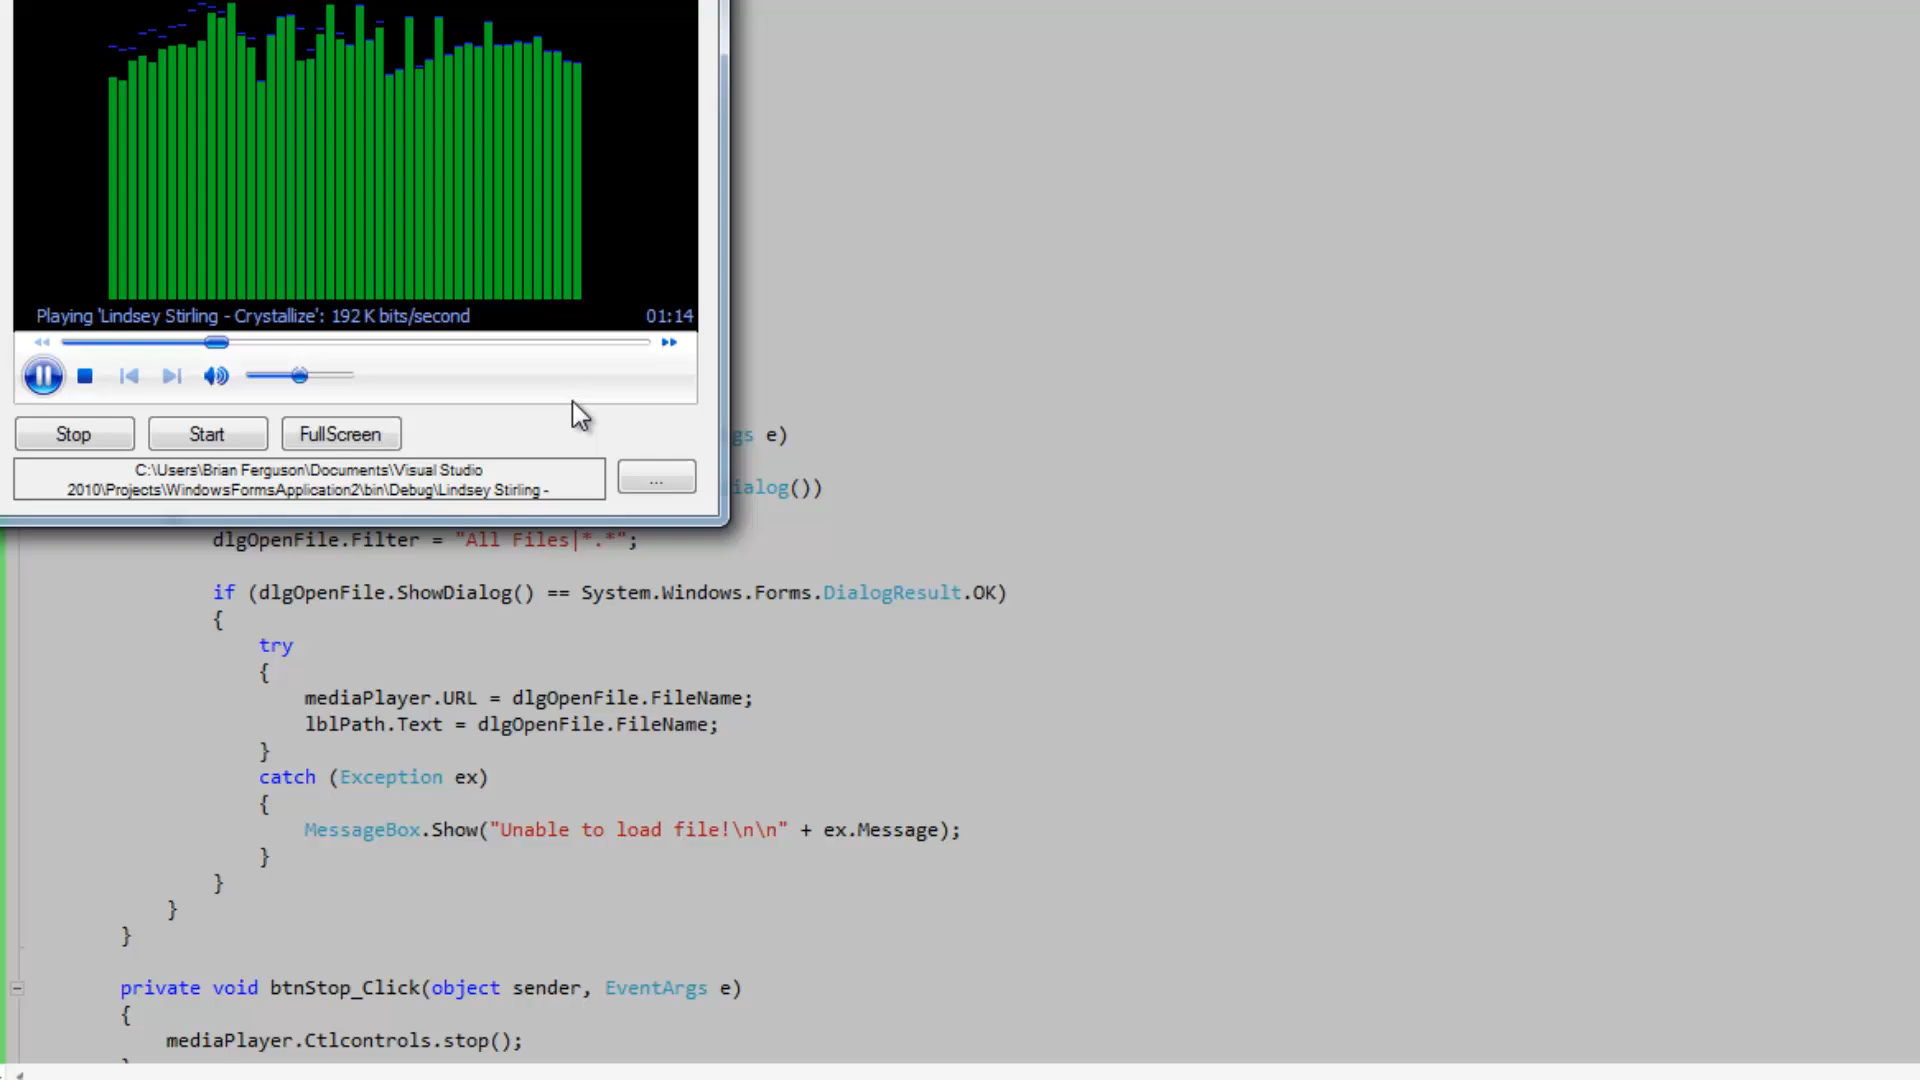 Playing 'Lindsey Stirling - Crystallize': 192 K bits/second 01:14
Stop Start FullScreen
C:\Users\Brian Ferguson\Documents\Visual Studio
2010\Projects\WindowsFormsApplication2\bin\Debug\Lindsey Stirling -
...
gs e)
ialog())
dlgOpenFile.Filter = "All Files|*.*";
if (dlgOpenFile.ShowDialog() == System.Windows.Forms.DialogResult.OK)
{
try
{
mediaPlayer.URL = dlgOpenFile.FileName;
lblPath.Text = dlgOpenFile.FileName;
}
catch (Exception ex)
{
MessageBox.Show("Unable to load file!\n\n" + ex.Message);
}
}
}
}
private void btnStop_Click(object sender, EventArgs e)
{
mediaPlayer.Ctlcontrols.stop();